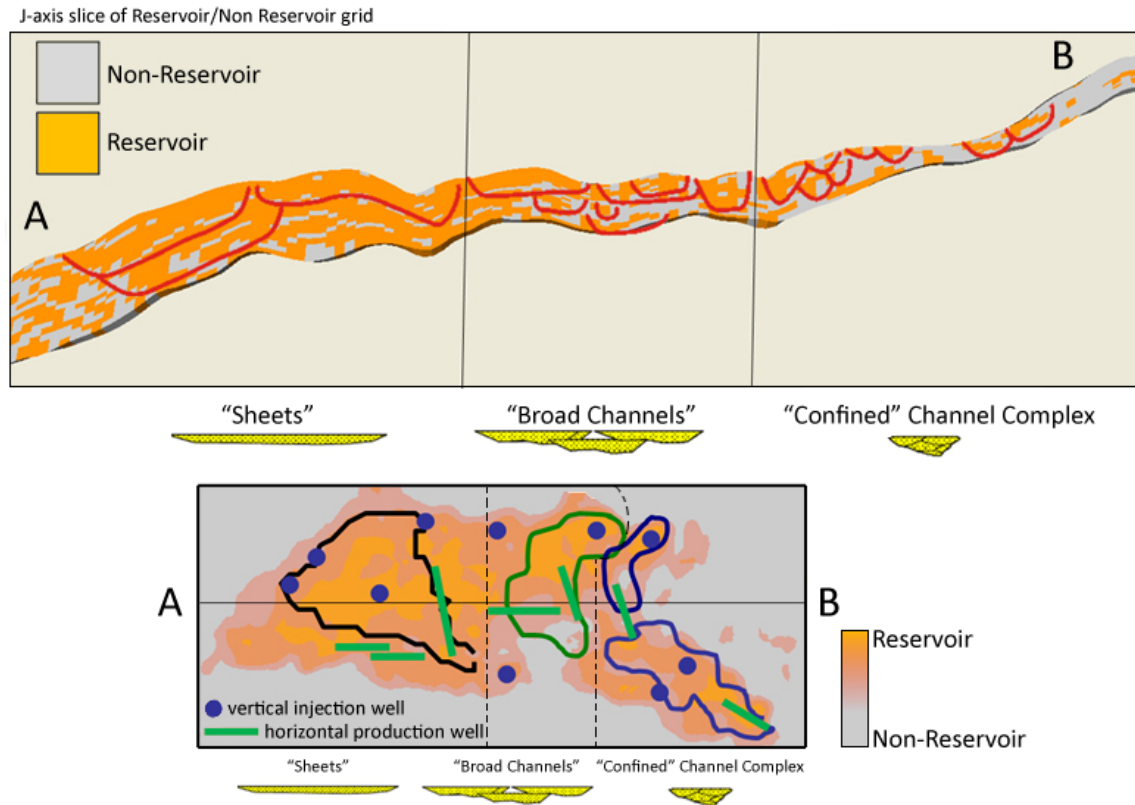 J-axis slice of Reservoir/Non Reservoir grid
Non-Reservoir
Reservoir
A
B
"Sheets"
"Broad Channels"
"Confined" Channel Complex
A
B
Reservoir
Non-Reservoir
vertical injection well
horizontal production well
"Sheets"
"Broad Channels"
"Confined" Channel Complex